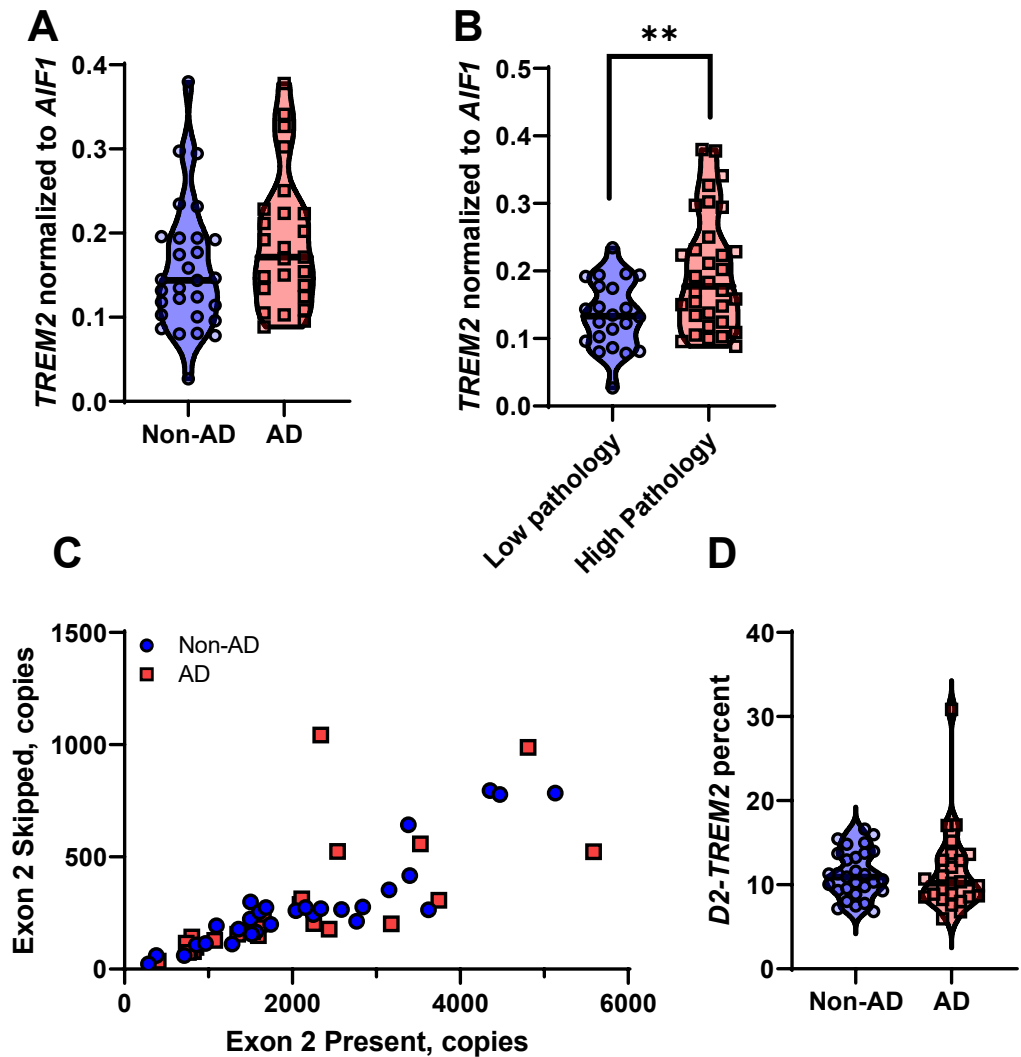 A
TREM2 normalized to AIF1
0.4
0.3
0.2
0.1
0.0
Non-AD AD
B
**
TREM2 normalized to AIF1
0.5
0.4
0.3
0.2
0.1
0.0
Low pathology
High Pathology
C
Exon 2 Skipped, copies
1500
1000
500
0
Non-AD
AD
0 2000 4000 6000
Exon 2 Present, copies
D
D2-TREM2 percent
40
30
20
10
0
Non-AD AD